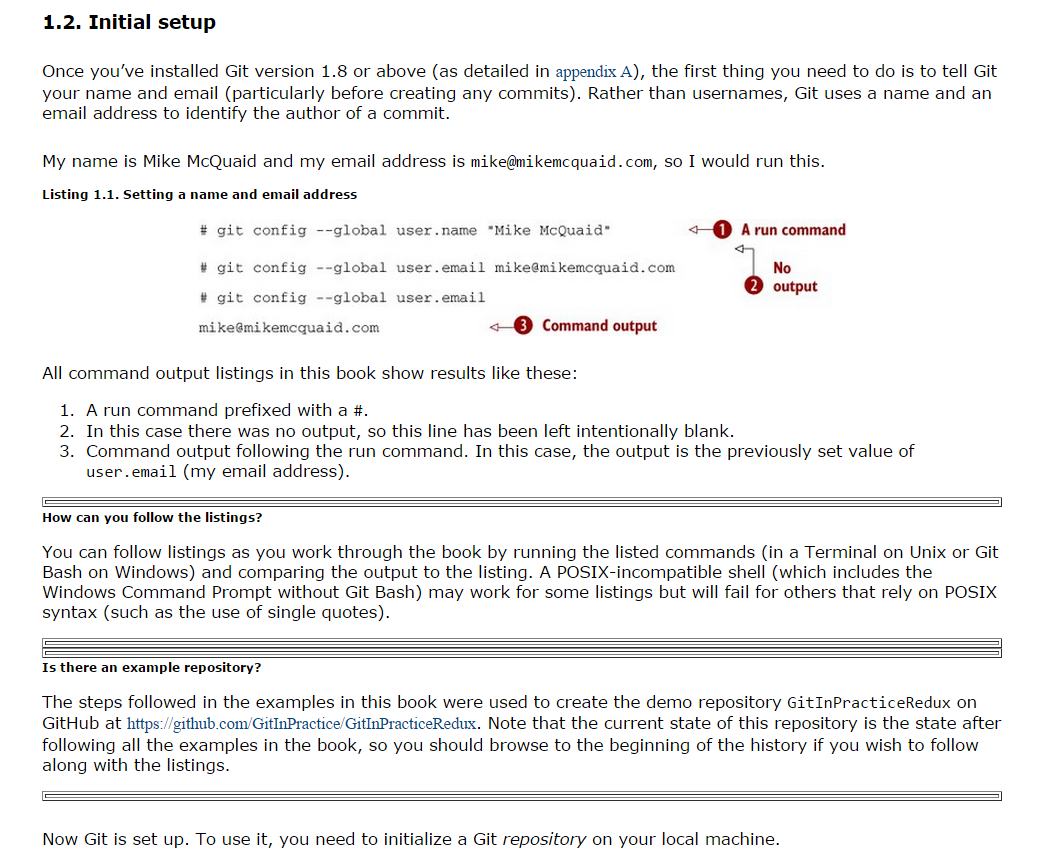 1.2. Initial setup
Once you’ve installed Git version 1.8 or above (as detailed in appendix A), the first thing you need to do is to tell Git
your name and email (particularly before creating any commits). Rather than usernames, Git uses a name and an
email address to identify the author of a commit.
My name is Mike McQuaid and my email address is mike@mikemcquaid.com, so I would run this.
Listing 1.1. Setting a name and email address
# git config --global user.name "Mike McQuaid" 1 A run command
# git config --global user.email mike@mikemcquaid.com No
2 output
# git config --global user.email
mike@mikemcquaid.com 3 Command output
All command output listings in this book show results like these:
1. A run command prefixed with a #.
2. In this case there was no output, so this line has been left intentionally blank.
3. Command output following the run command. In this case, the output is the previously set value of
user.email (my email address).
How can you follow the listings?
You can follow listings as you work through the book by running the listed commands (in a Terminal on Unix or Git
Bash on Windows) and comparing the output to the listing. A POSIX-incompatible shell (which includes the
Windows Command Prompt without Git Bash) may work for some listings but will fail for others that rely on POSIX
syntax (such as the use of single quotes).
Is there an example repository?
The steps followed in the examples in this book were used to create the demo repository GitInPracticeRedux on
GitHub at https://github.com/GitInPractice/GitInPracticeRedux. Note that the current state of this repository is the state after
following all the examples in the book, so you should browse to the beginning of the history if you wish to follow
along with the listings.
Now Git is set up. To use it, you need to initialize a Git repository on your local machine.